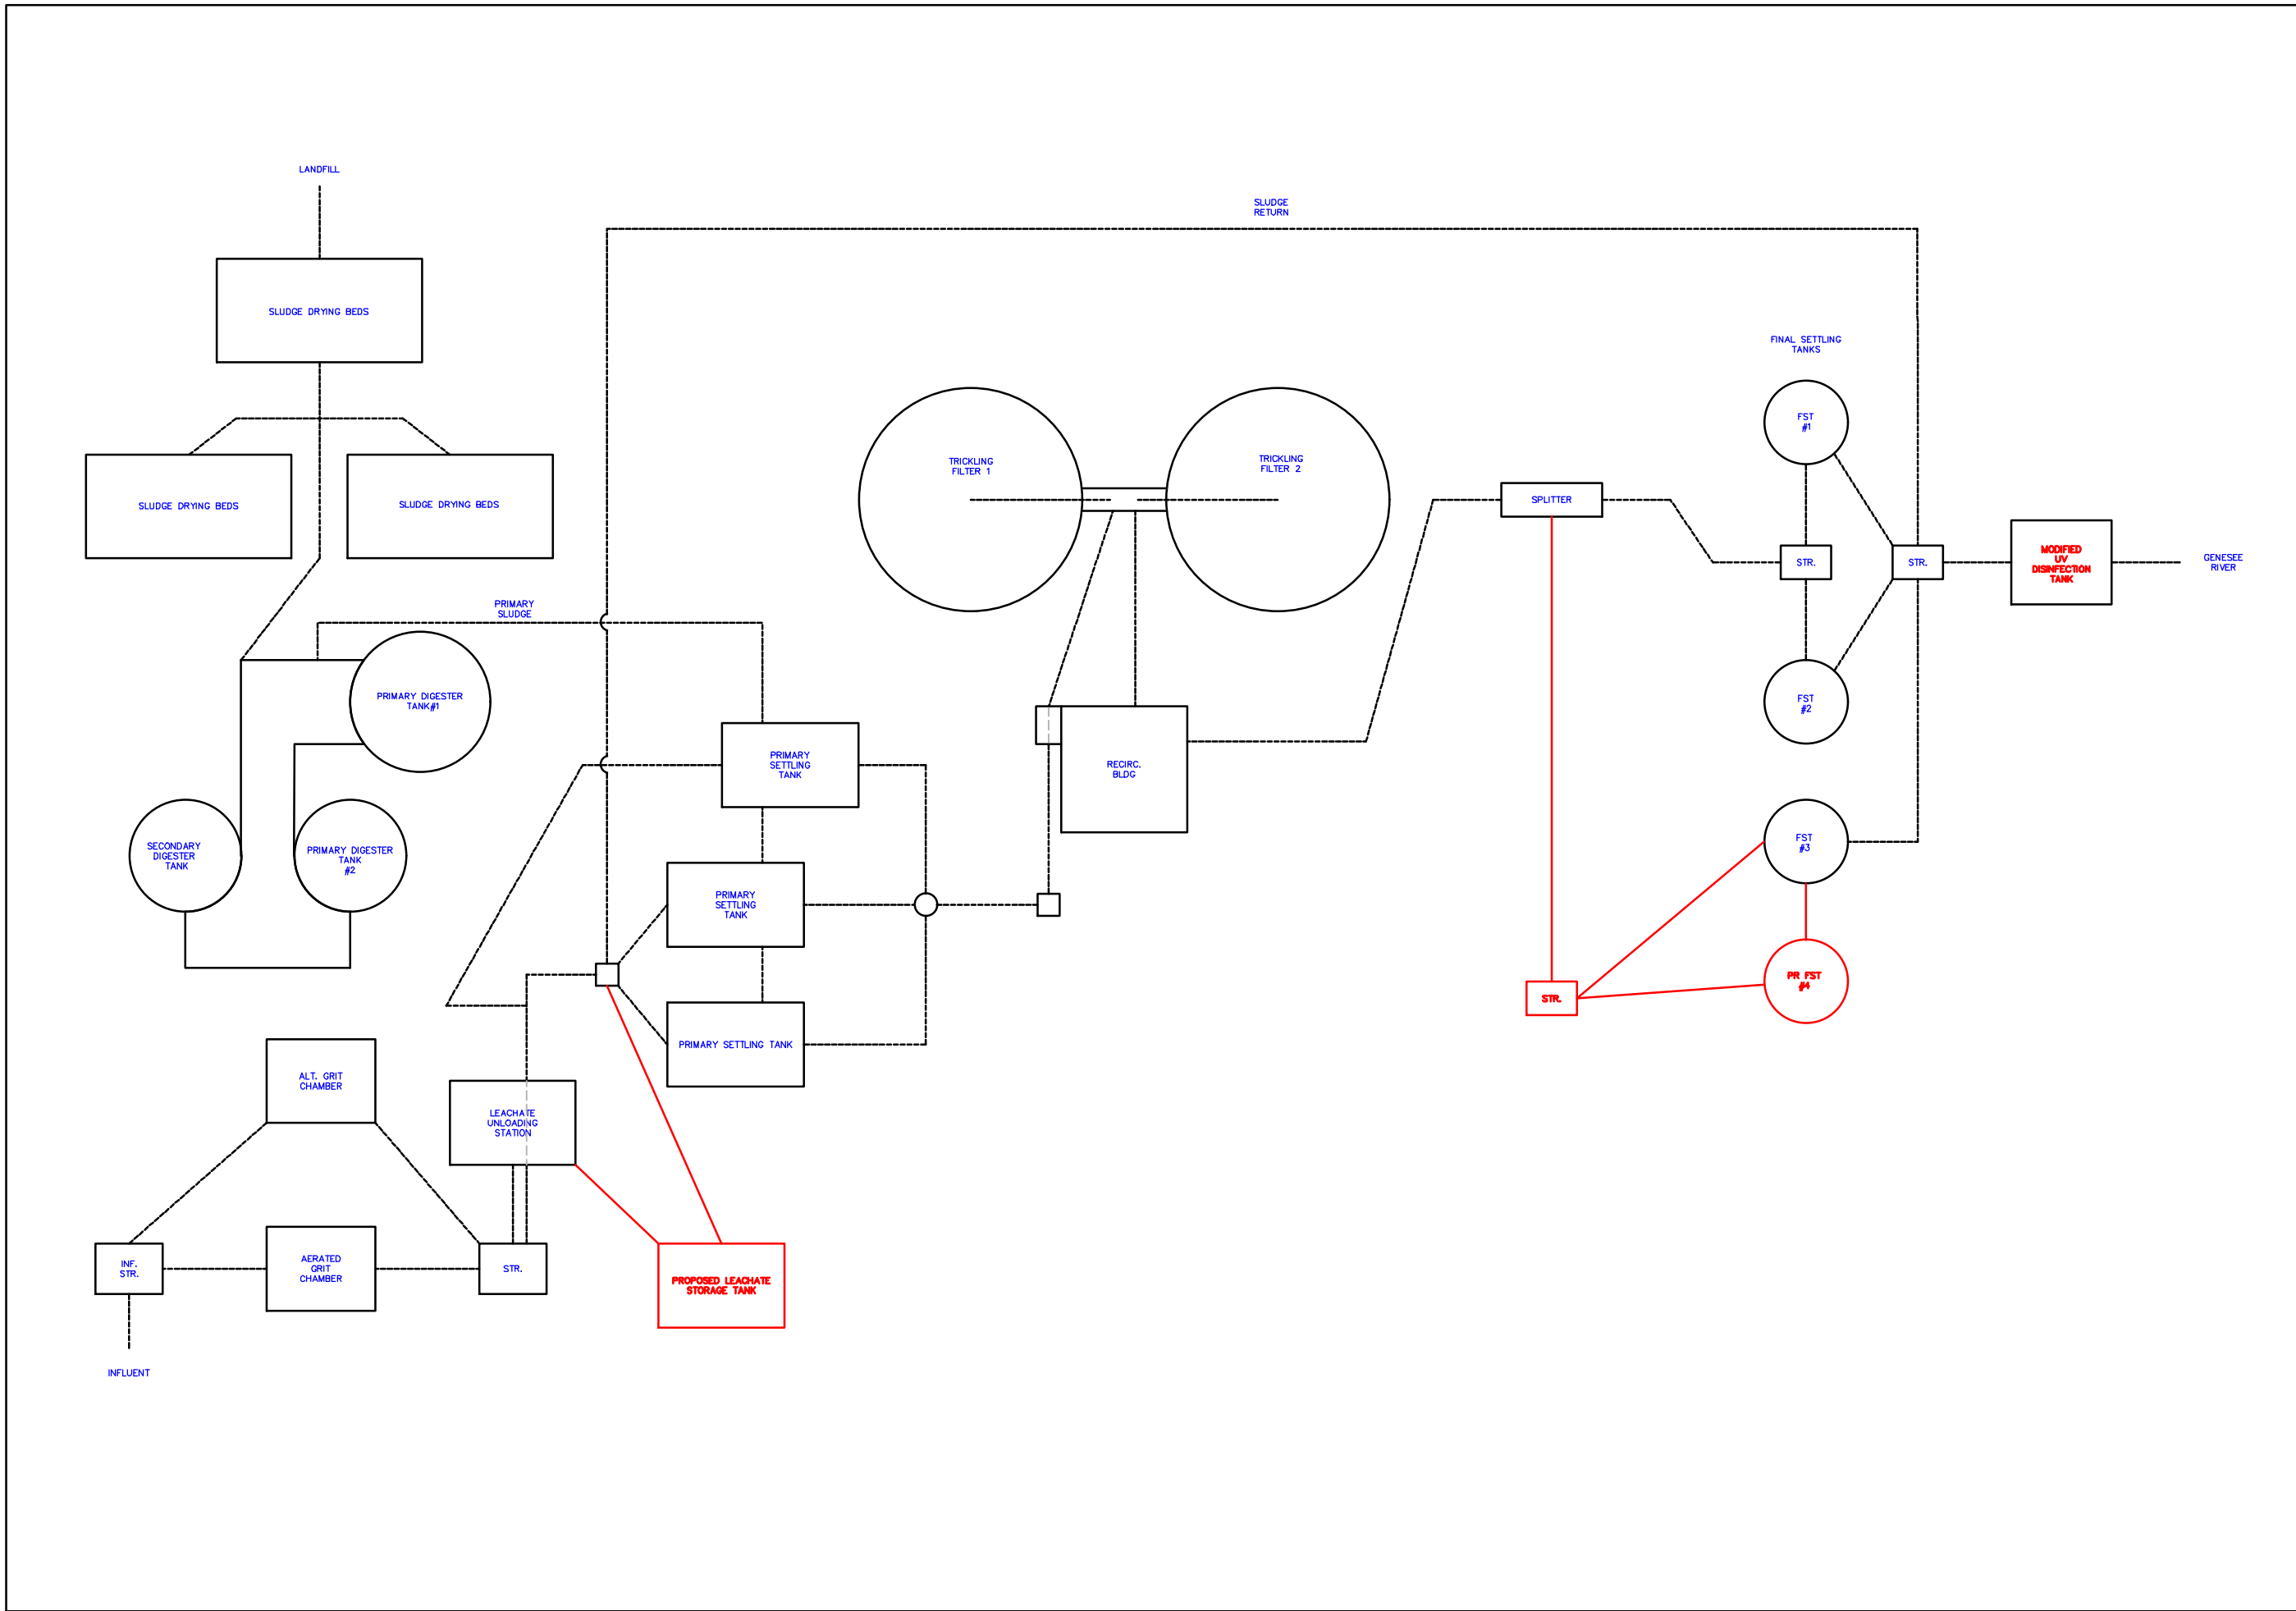 LANDFILL
SLUDGE
RETURN
SLUDGE DRYING BEDS
FINAL SETTLING
TANKS
FST
#1
TRICKLING
FILTER 1
TRICKLING
FILTER 2
SLUDGE DRYING BEDS
SLUDGE DRYING BEDS
SPLITTER
STR.
STR.
MODIFIED
UV
DISINFECTION
TANK
GENESEE
RIVER
PRIMARY
SLUDGE
PRIMARY DIGESTER
TANK#1
FST
#2
PRIMARY
SETTLING
TANK
RECIRC.
BLDG
SECONDARY
DIGESTER
TANK
PRIMARY DIGESTER
TANK
#2
FST
#3
PRIMARY
SETTLING
TANK
PR FST
#4
STR.
PRIMARY SETTLING TANK
ALT. GRIT
CHAMBER
LEACHATE
UNLOADING
STATION
INF.
STR.
AERATED
GRIT
CHAMBER
STR.
PROPOSED LEACHATE
STORAGE TANK
INFLUENT